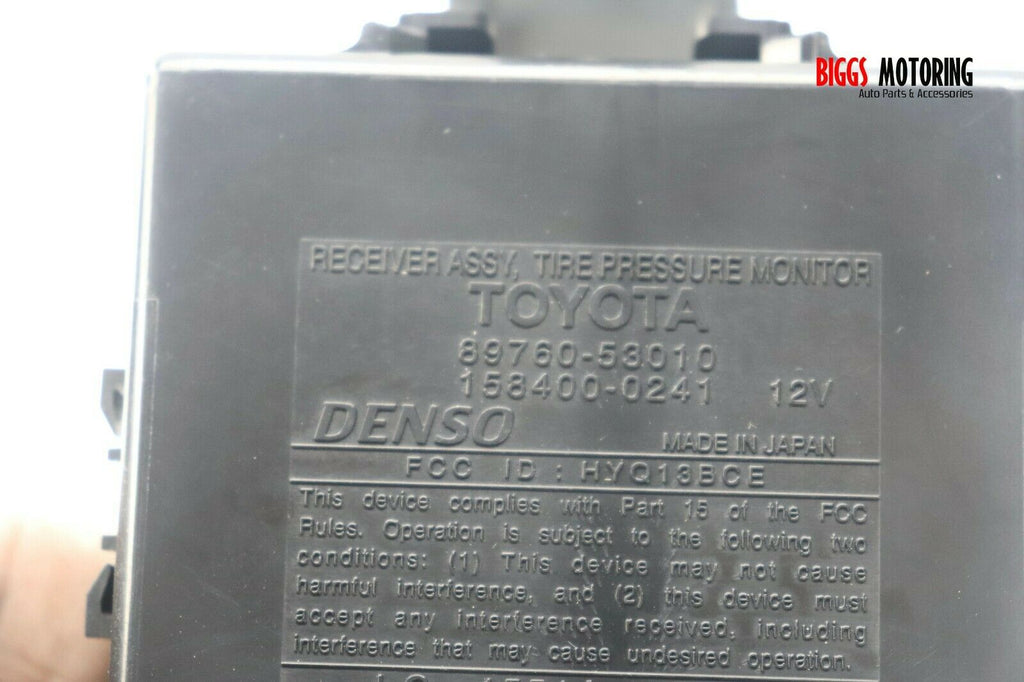 BIGGS MOTORING
Auto Parts & Accessories
RECEIVER ASSY, TIRE PRESSURE MONITOR
TOYOTA
89760-53010
158400-0241 12V
DENSO MADE IN JAPAN
FCC ID : HYQ13BCE
This device complies with Part 15 of the FCC
Rules. Operation is subject to the following two
conditions: (1) This device may not cause
harmful interference, and (2) this device must
accept any interference received, including
interference that may cause undesired operation.